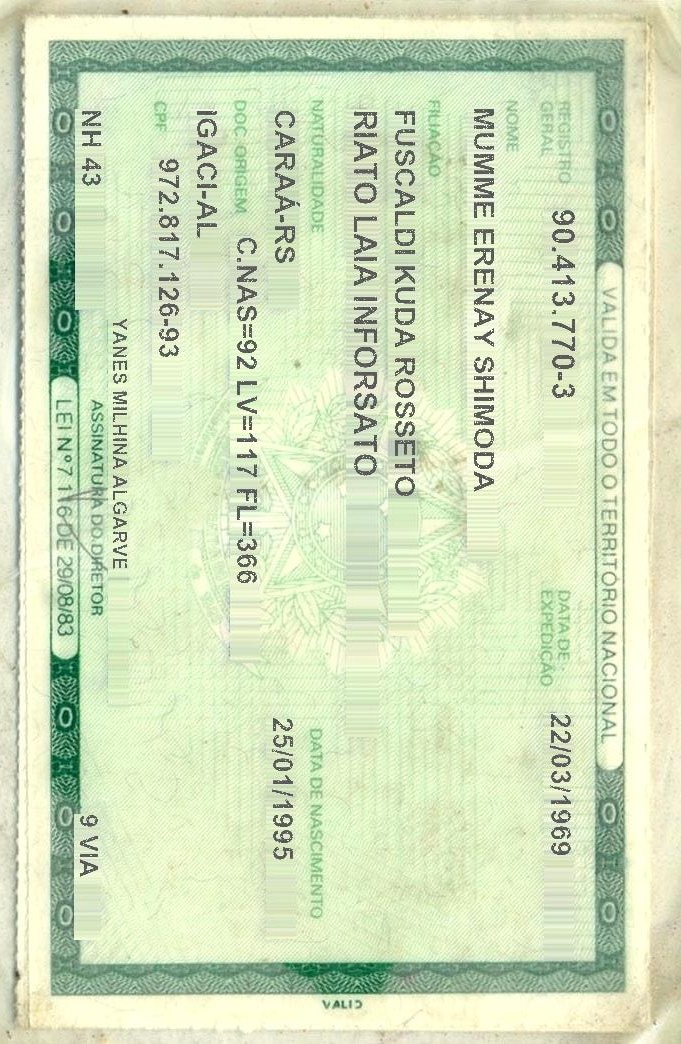 VALIDA EM TODO O TERRITÓRIO NACIONAL
REGISTRO GERAL 90.413.770-3 DATA DE EXPEDIÇÃO 22/03/1969
NOME
MUMME ERENAY SHIMODA
FILIAÇÃO
FUSCALDI KUDA ROSSETO
RIATO LAIA INFORSATO
NATURALIDADE DATA DE NASCIMENTO
CARAÁ-RS 25/01/1995
DOC ORIGEM C.NAS=92 LV=117 FL=366
IGACI-AL
CPF 972.817.126-93
YANES MILHINA ALGARVE
NH 43 ASSINATURA DO DIRETOR 9 VIA
LEI Nº 7.116 DE 29/08/83
VALID